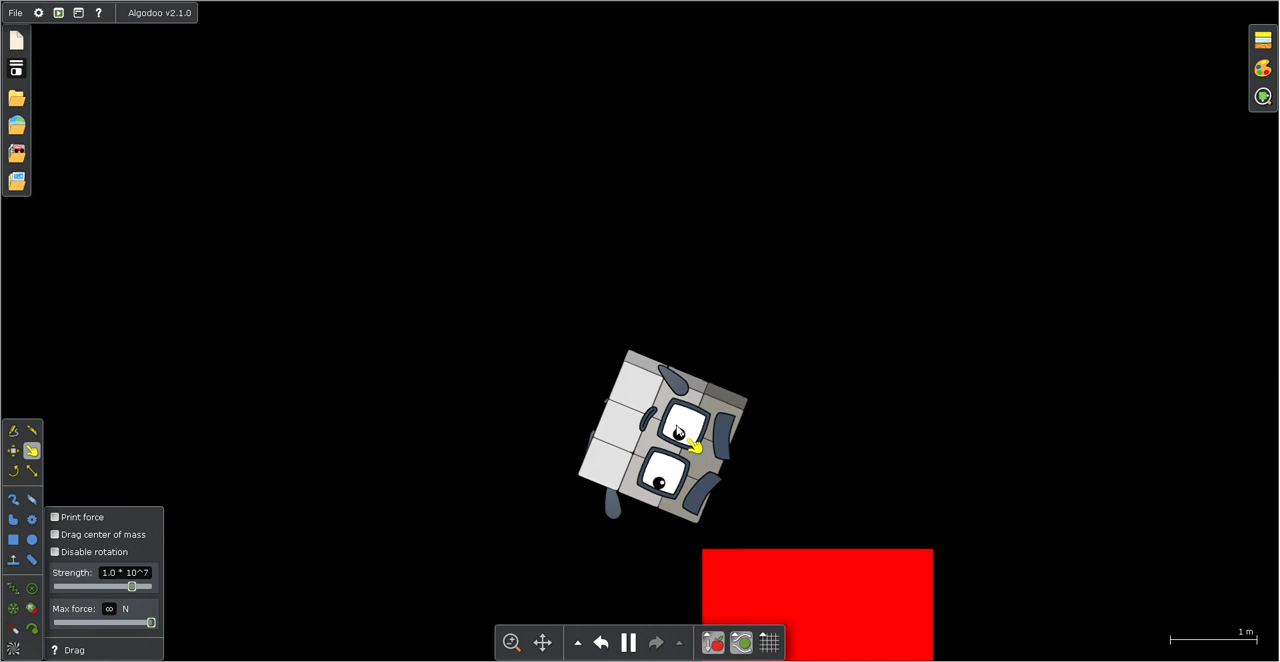 File ? Algodoo v2.1.0
Print force
Drag center of mass
Disable rotation
Strength: 1.0 * 10^7
Max force: ∞ N
? Drag
1 m